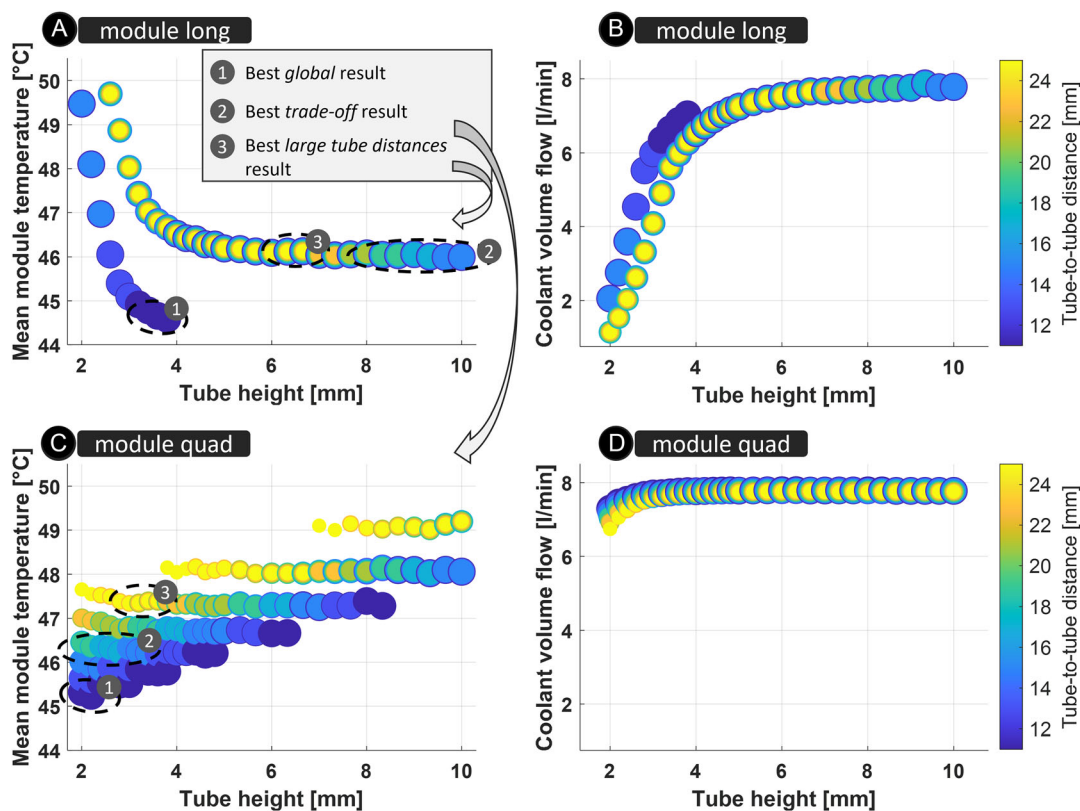 A module long
B module long
1 Best global result
2 Best trade-off result
3 Best large tube distances
result
Mean module temperature [°C]
50
49
48
47
46
45
44
3
2
1
2 4 6 8 10
Tube height [mm]
Coolant volume flow [l/min]
8
6
4
2
2 4 6 8 10
Tube height [mm]
Tube-to-tube distance [mm]
24
22
20
18
16
14
12
C module quad
D module quad
Mean module temperature [°C]
50
49
48
47
46
45
44
3
2
1
2 4 6 8 10
Tube height [mm]
Coolant volume flow [l/min]
8
6
4
2
2 4 6 8 10
Tube height [mm]
Tube-to-tube distance [mm]
24
22
20
18
16
14
12